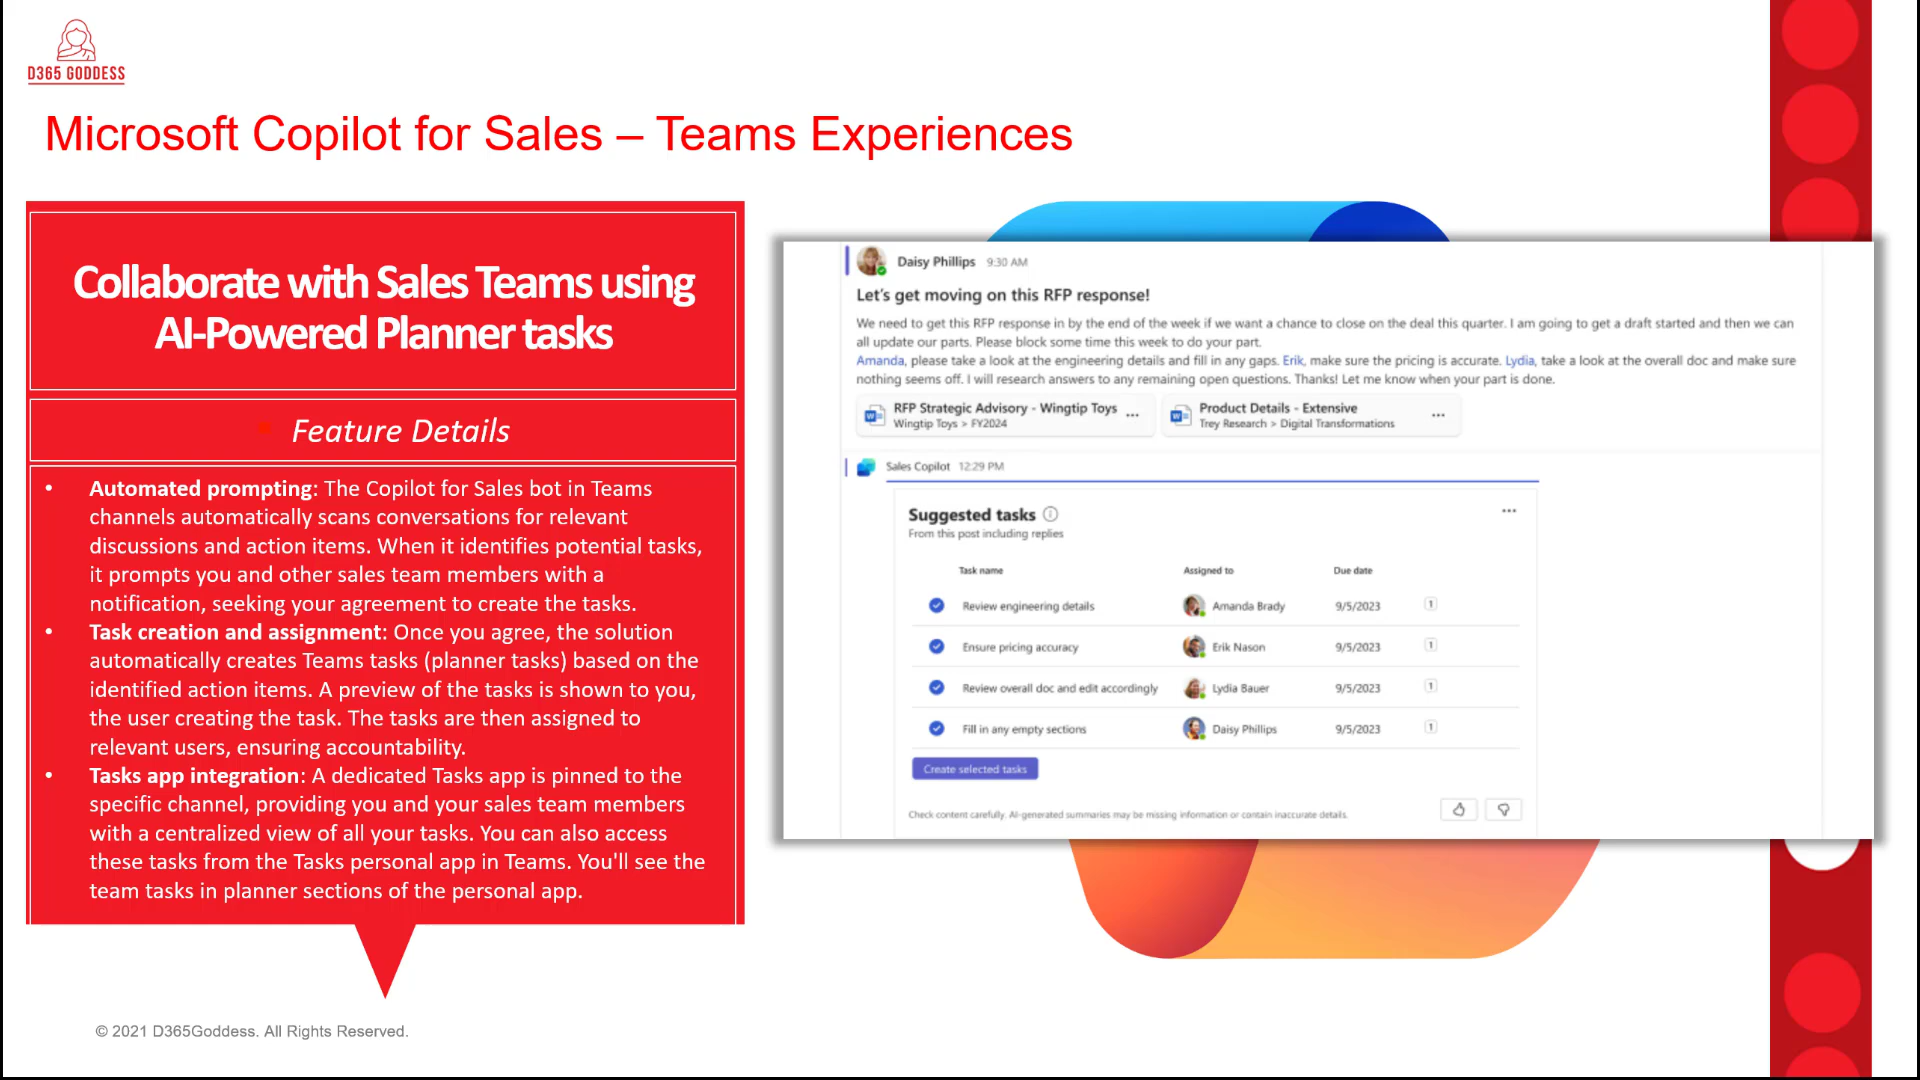 D365 GODDESS
Microsoft Copilot for Sales – Teams Experiences
Collaborate with Sales Teams using
AI-Powered Planner tasks
Feature Details
• Automated prompting: The Copilot for Sales bot in Teams
channels automatically scans conversations for relevant
discussions and action items. When it identifies potential tasks,
it prompts you and other sales team members with a
notification, seeking your agreement to create the tasks.
• Task creation and assignment: Once you agree, the solution
automatically creates Teams tasks (planner tasks) based on the
identified action items. A preview of the tasks is shown to you,
the user creating the task. The tasks are then assigned to
relevant users, ensuring accountability.
• Tasks app integration: A dedicated Tasks app is pinned to the
specific channel, providing you and your sales team members
with a centralized view of all your tasks. You can also access
these tasks from the Tasks personal app in Teams. You'll see the
team tasks in planner sections of the personal app.
Daisy Phillips 9:30 AM
Let's get moving on this RFP response!
We need to get this RFP response in by the end of the week if we want a chance to close on the deal this quarter. I am going to get a draft started and then we can
all update our parts. Please block some time this week to do your part.
Amanda, please take a look at the engineering details and fill in any gaps. Erik, make sure the pricing is accurate. Lydia, take a look at the overall doc and make sure
nothing seems off. I will research answers to any remaining open questions. Thanks! Let me know when your part is done.
RFP Strategic Advisory - Wingtip Toys ...
Wingtip Toys > FY2024
Product Details - Extensive ...
Trey Research > Digital Transformations
Sales Copilot 12:29 PM
Suggested tasks ...
From this post including replies
Task name Assigned to Due date
Review engineering details Amanda Brady 9/5/2023 1
Ensure pricing accuracy Erik Nason 9/5/2023 1
Review overall doc and edit accordingly Lydia Bauer 9/5/2023 1
Fill in any empty sections Daisy Phillips 9/5/2023 1
Create selected tasks
Check content carefully. AI-generated summaries may be missing information or contain inaccurate details.
© 2021 D365Goddess. All Rights Reserved.